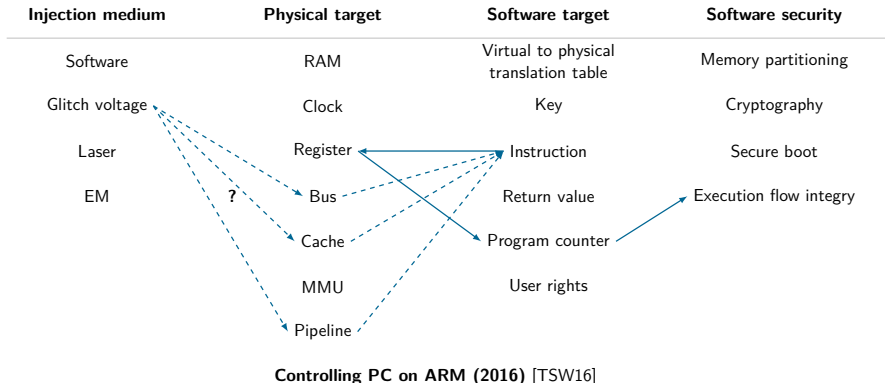 Injection medium Physical target Software target Software security
Software RAM Virtual to physical translation table Memory partitioning
Glitch voltage Clock Key Cryptography
Laser Register Instruction Secure boot
EM ? Bus Return value Execution flow integry
Cache Program counter
MMU User rights
Pipeline
Controlling PC on ARM (2016) [TSW16]